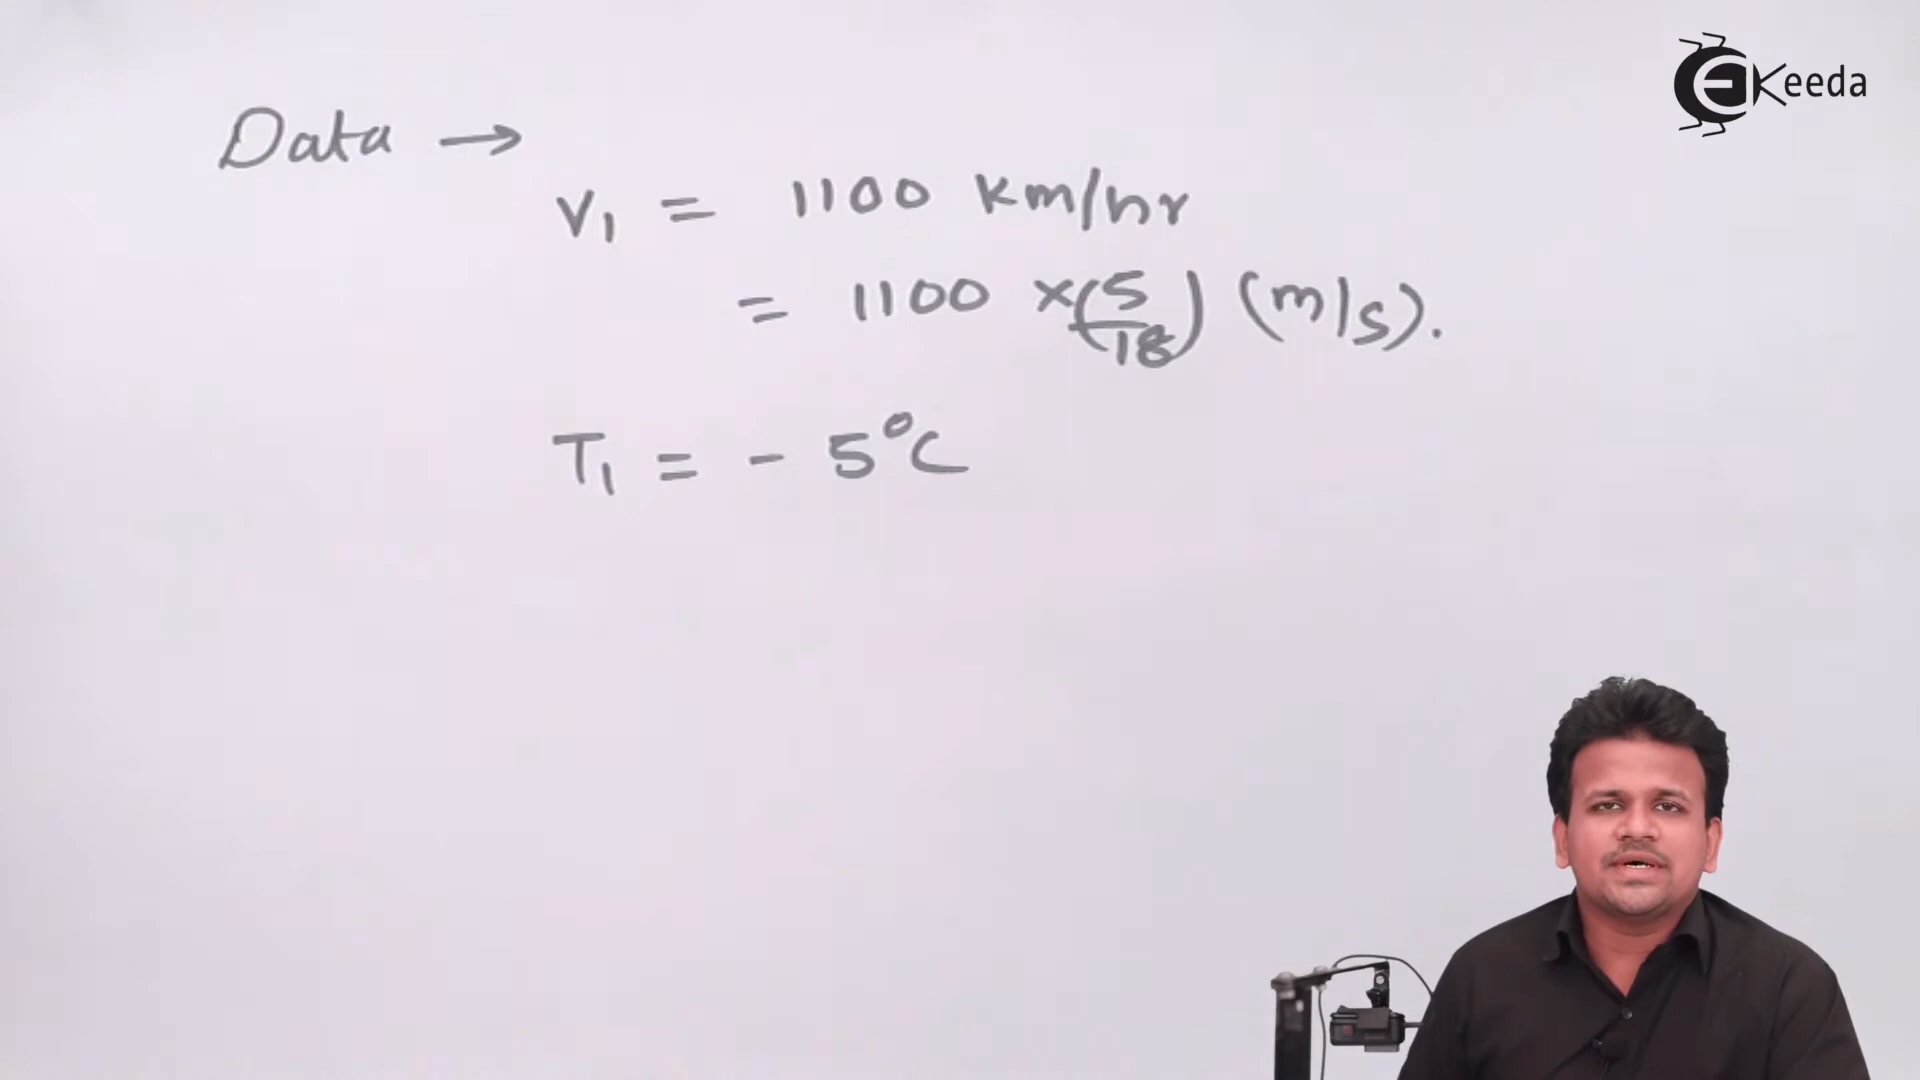 EKeeda
Data →
V₁ = 1100 km/hr
= 1100 × (5/18) (m/s).
T₁ = - 5°C